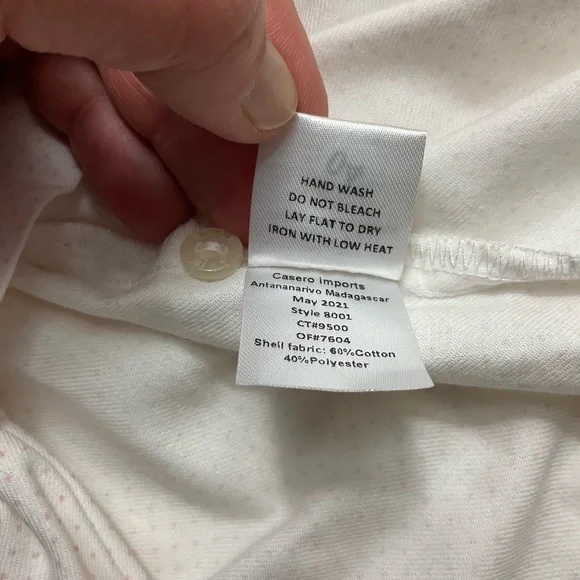 HAND WASH
DO NOT BLEACH
LAY FLAT TO DRY
IRON WITH LOW HEAT
Casero imports
Antananarivo Madagascar
May 2021
Style 8001
CT#9500
OF#7604
Shell fabric: 60%Cotton
40%Polyester